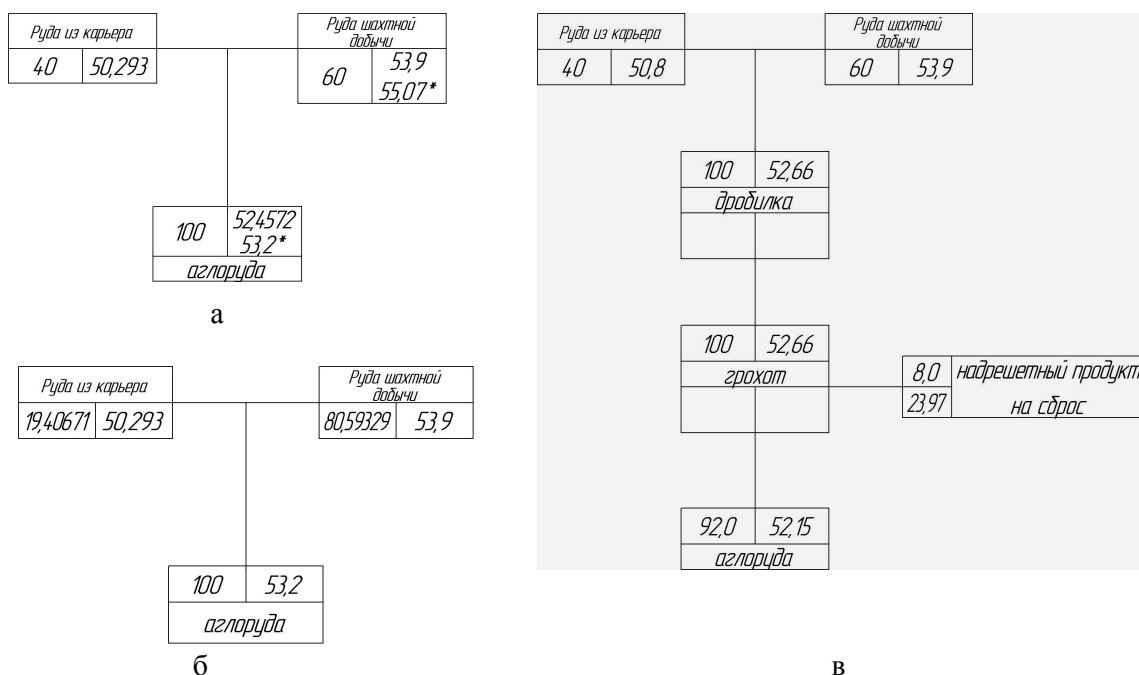 Руда из карьера
40 50,293
Руда шахтной
добычи
60 53,9
55,07*
100 52,4572
53,2*
аглоруда
а
Руда из карьера
19,40671 50,293
Руда шахтной
добычи
80,59329 53,9
100 53,2
аглоруда
б
Руда из карьера
40 50,8
Руда шахтной
добычи
60 53,9
100 52,66
дробилка
100 52,66
грохот
8,0 надрешетный продукт
23,97 на сброс
92,0 52,15
аглоруда
в